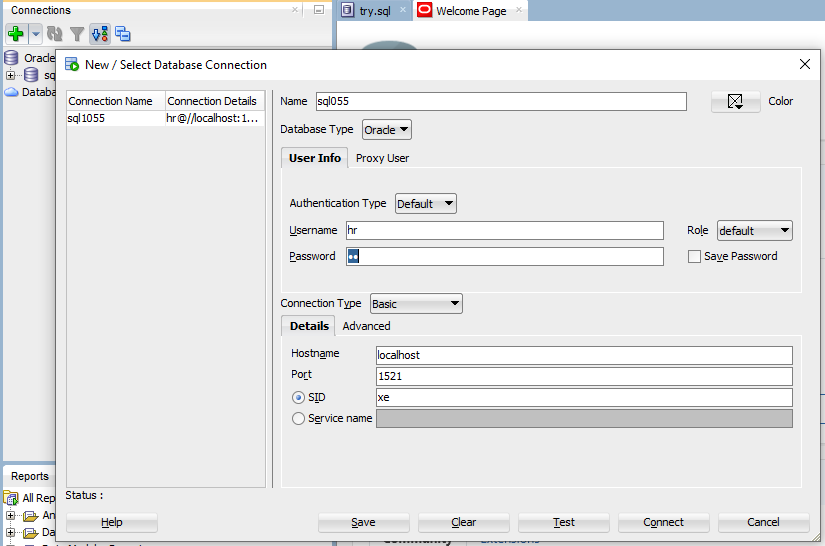 Connections
try.sql
Welcome Page
Oracle
sq
Databa
New / Select Database Connection
Connection Name Connection Details
sql1055 hr@//localhost:1...
Name sql055 Color
Database Type Oracle
User Info Proxy User
Authentication Type Default
Username hr Role default
Password •• Save Password
Connection Type Basic
Details Advanced
Hostname localhost
Port 1521
SID xe
Service name
Reports
All Rep
An
Da
Status :
Help Save Clear Test Connect Cancel